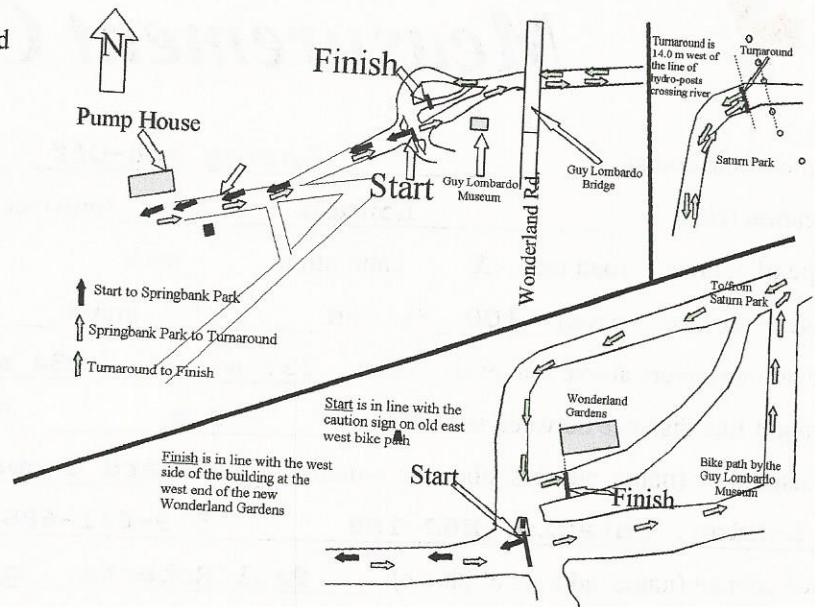 N
Finish
Pump House
Start
Guy Lombardo
Museum
Guy Lombardo
Bridge
Wonderland Rd.
Turnaround is
14.0 m west of
the line of
hydro-posts
crossing river
Turnaround
Saturn Park
Start to Springbank Park
Springbank Park to Turnaround
Turnaround to Finish
To/from
Saturn Park
Start is in line with the
caution sign on old east
west bike path
Finish is in line with the west
side of the building at the
west end of the new
Wonderland Gardens
Wonderland
Gardens
Start
Finish
Bike path by the
Guy Lombardo
Museum